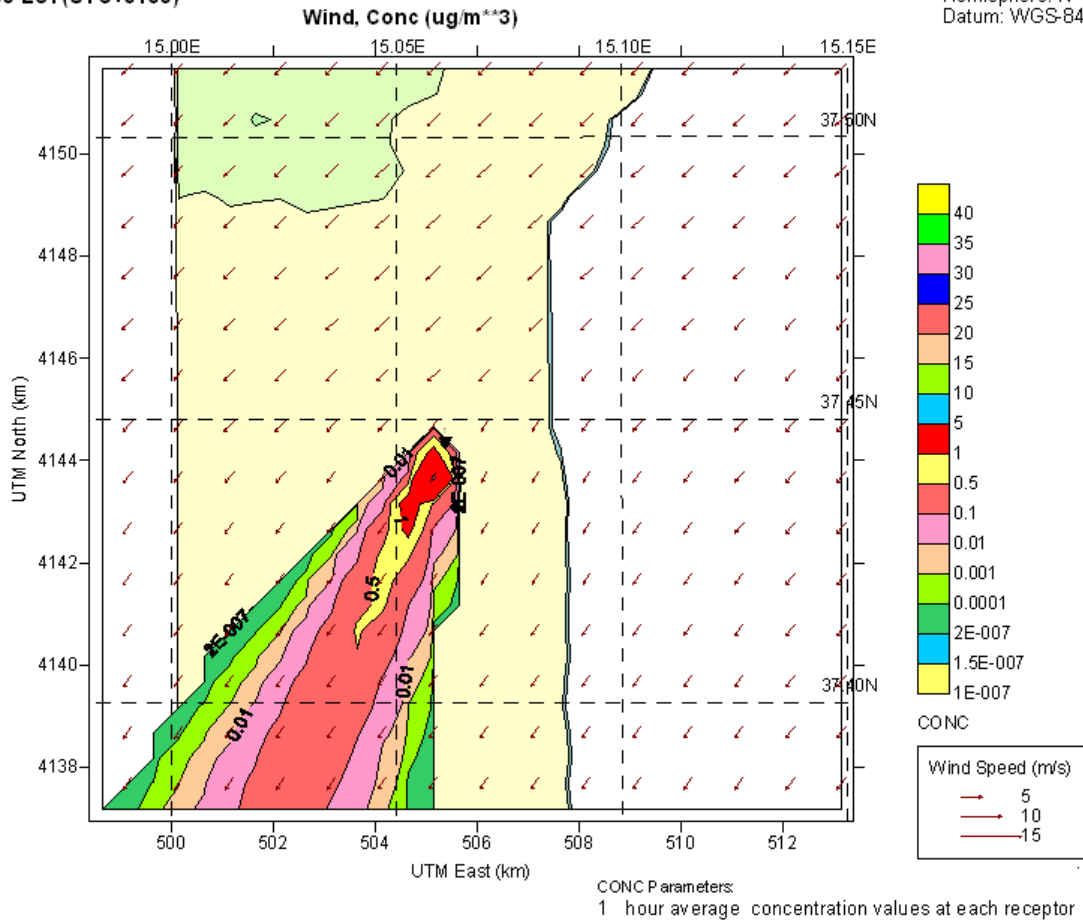 Wind, Conc (ug/m**3)
Datum: WGS-84
15.00E 15.05E 15.10E 15.15E
37.50N
4150
4148
4146
37.45N
4144
4142
4140
37.40N
4138
UTM North (km)
500 502 504 506 508 510 512
UTM East (km)
0.01
1
0.5
2E-007
0.01
0.01
40
35
30
25
20
15
10
5
1
0.5
0.1
0.01
0.001
0.0001
2E-007
1.5E-007
1E-007
CONC
Wind Speed (m/s)
5
10
15
CONC Parameters:
1 hour average concentration values at each receptor